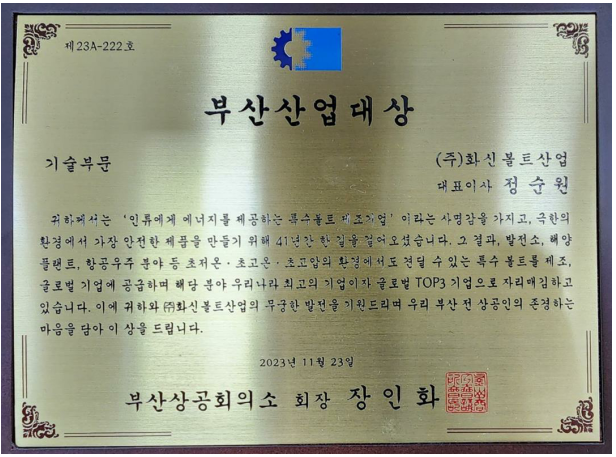 제23A-222호
부산산업대상
기술부문
(주)화신볼트산업
대표이사 정순원
귀하께서는 '인류에게 에너지를 제공하는 특수볼트 제조기업' 이라는 사명감을 가지고, 극한의
환경에서 가장 안전한 제품을 만들기 위해 41년간 한 길을 걸어오셨습니다. 그 결과, 발전소, 해양
플랜트, 항공우주 분야 등 초저온 · 초고온 · 초고압의 환경에서도 견딜 수 있는 특수 볼트를 제조,
글로벌 기업에 공급하며 해당 분야 우리나라 최고의 기업이자 글로벌 TOP3 기업으로 자리매김하고
있습니다. 이에 귀하와 ㈜화신볼트산업의 무궁한 발전을 기원드리며 우리 부산 전 상공인의 존경하는
마음을 담아 이 상을 드립니다.
2023년 11월 23일
부산상공회의소 회장 장인화